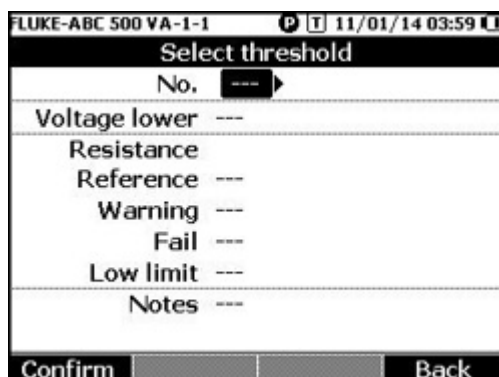 FLUKE-ABC 500 VA-1-1 P T 11/01/14 03:59
Select threshold
No. ---
Voltage lower ---
Resistance
Reference ---
Warning ---
Fail ---
Low limit ---
Notes ---
Confirm Back